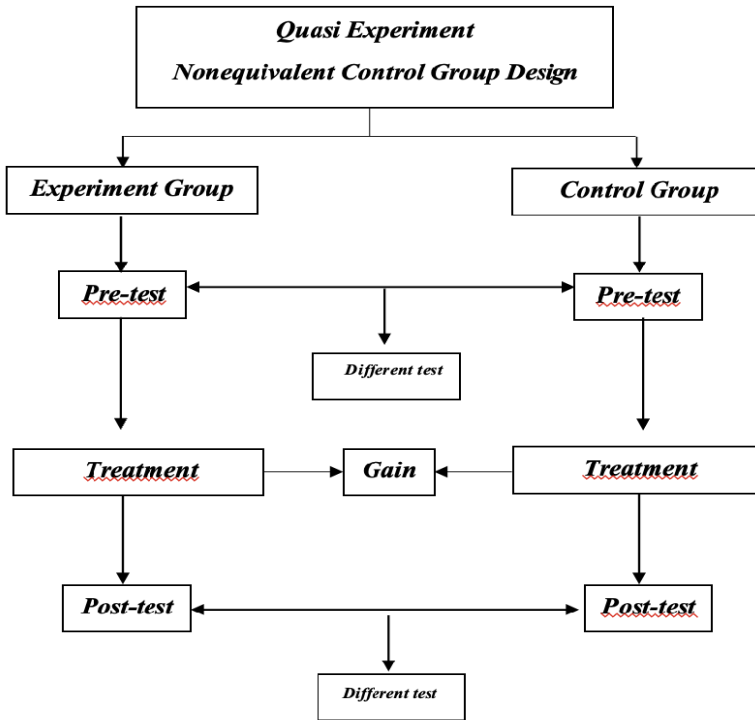 Quasi Experiment
Nonequivalent Control Group Design
Experiment Group
Control Group
Pre-test
Pre-test
Different test
Treatment
Gain
Treatment
Post-test
Post-test
Different test